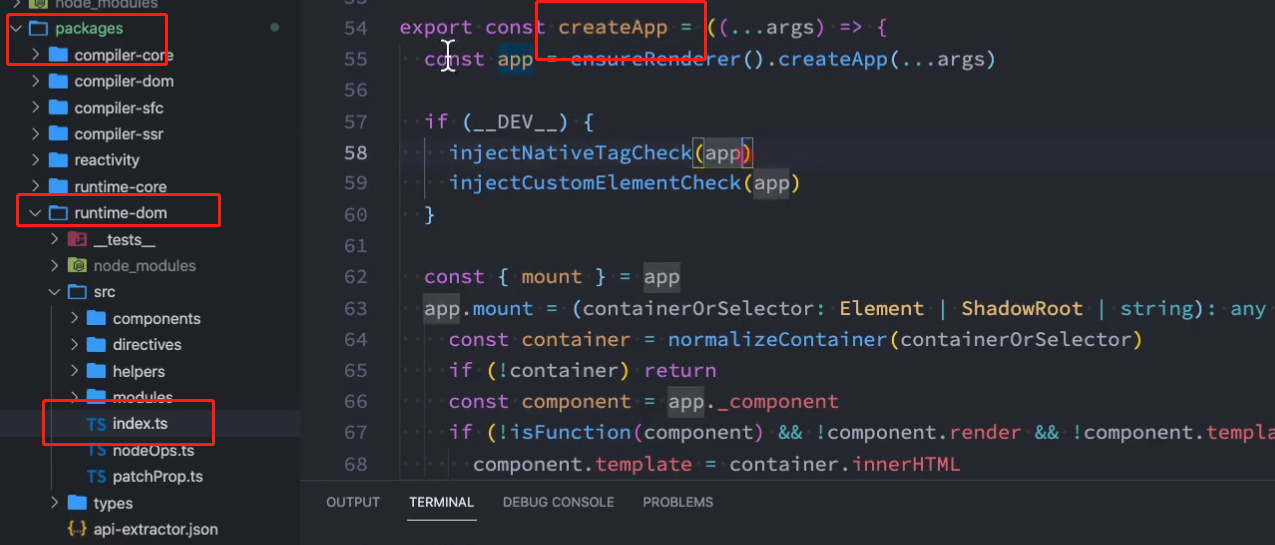 node_modules
packages
compiler-core
compiler-dom
compiler-sfc
compiler-ssr
reactivity
runtime-core
runtime-dom
__tests__
node_modules
src
components
directives
helpers
modules
TS index.ts
TS nodeOps.ts
TS patchProp.ts
types
{..} api-extractor.json
53
54 export const createApp = ((...args) => {
55 const app = ensureRenderer().createApp(...args)
56
57 if (__DEV__) {
58 injectNativeTagCheck(app)
59 injectCustomElementCheck(app)
60 }
61
62 const { mount } = app
63 app.mount = (containerOrSelector: Element | ShadowRoot | string): any
64 const container = normalizeContainer(containerOrSelector)
65 if (!container) return
66 const component = app._component
67 if (!isFunction(component) && !component.render && !component.templa
68 component.template = container.innerHTML
OUTPUT TERMINAL DEBUG CONSOLE PROBLEMS